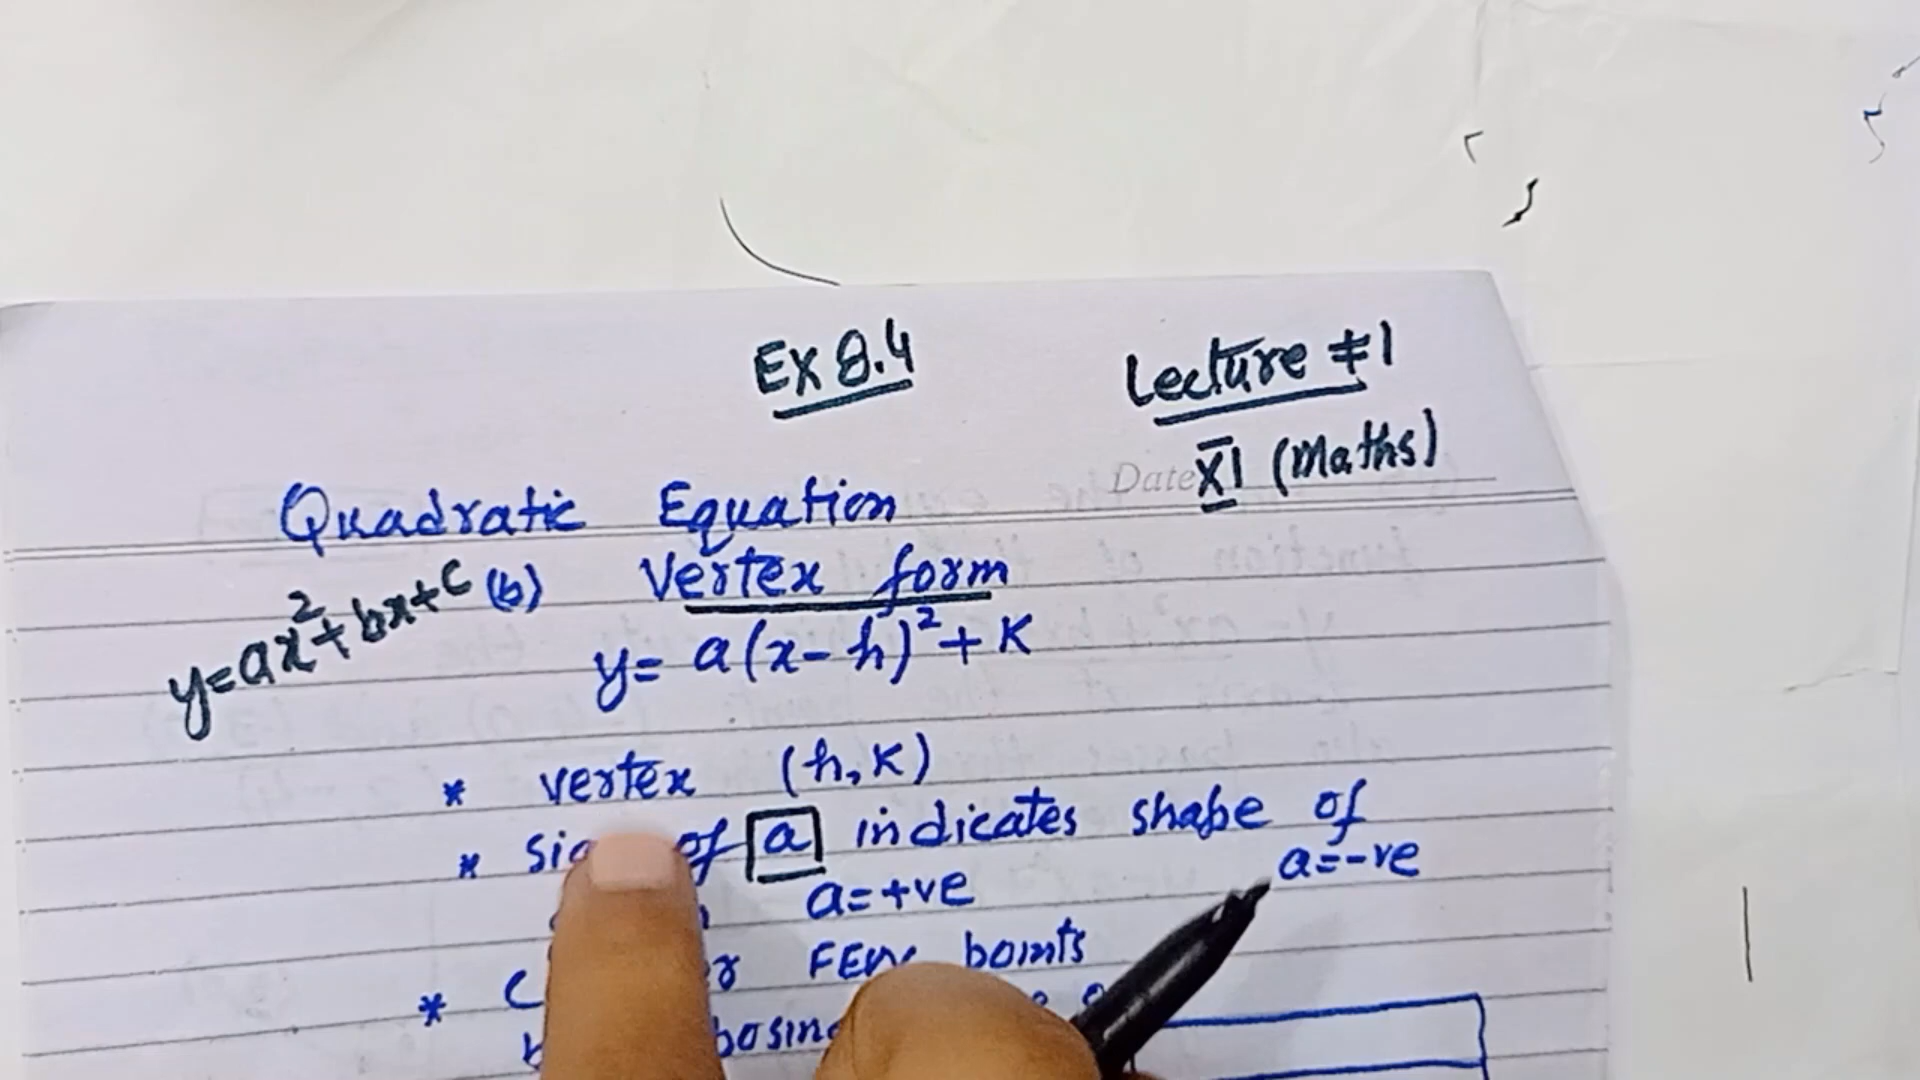 Ex 8.4
Lecture #1
XI (Maths)
Date
Quadratic Equation
y=ax²+bx+c (b) Vertex form
y= a(x-h)²+K
* vertex (h,K)
* of a indicates shape of
a=+ve a=-ve
* FEW points